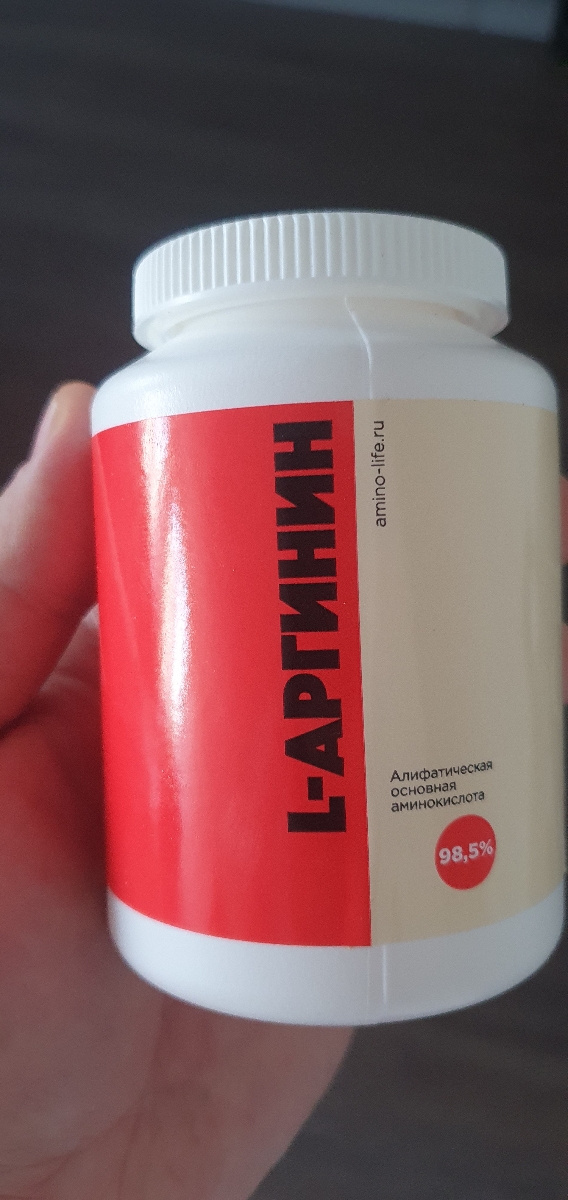 L-АРГИНИН
amino-life.ru
Алифатическая
основная
аминокислота
98,5%